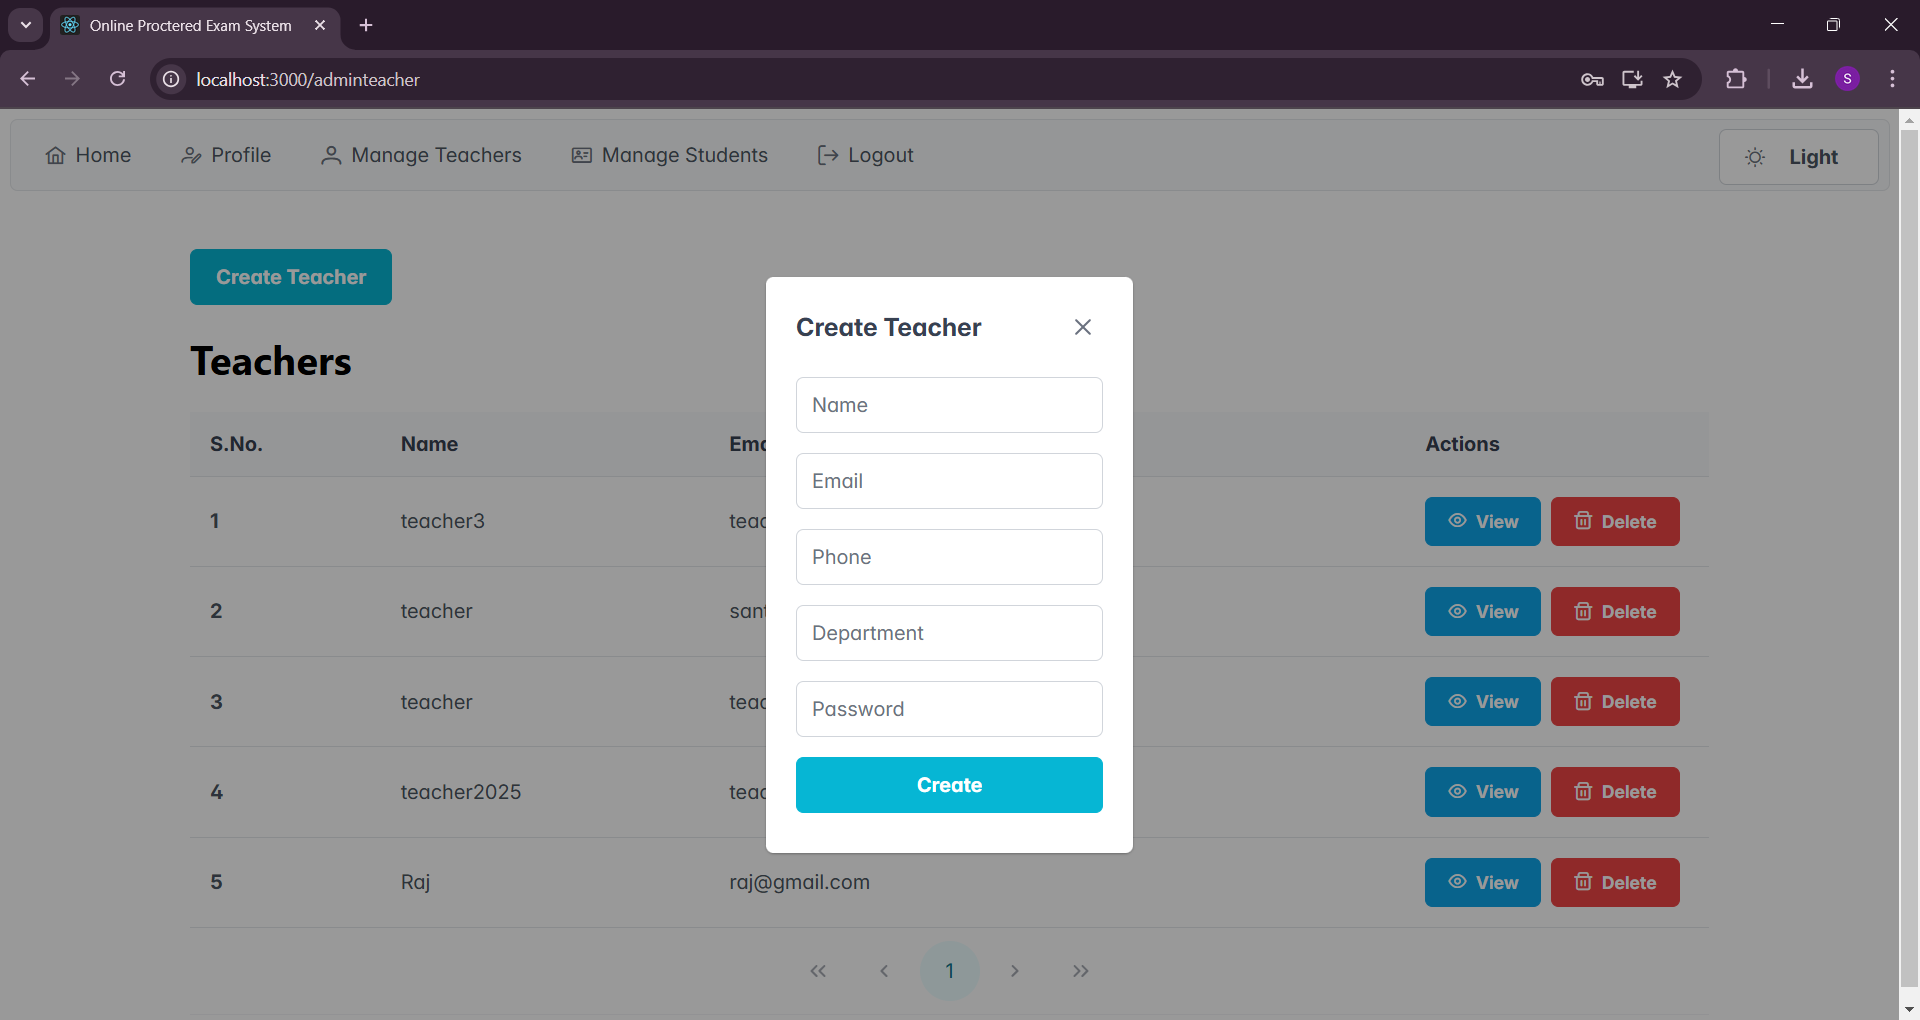 Online Proctered Exam System
localhost:3000/adminteacher
S
Home Profile Manage Teachers Manage Students Logout Light
Create Teacher
Teachers
S.No. Name Actions
1 teacher3 View Delete
2 teacher View Delete
3 teacher View Delete
4 teacher2025 View Delete
5 Raj raj@gmail.com View Delete
1
Create Teacher
Name
Email
Phone
Department
Password
Create